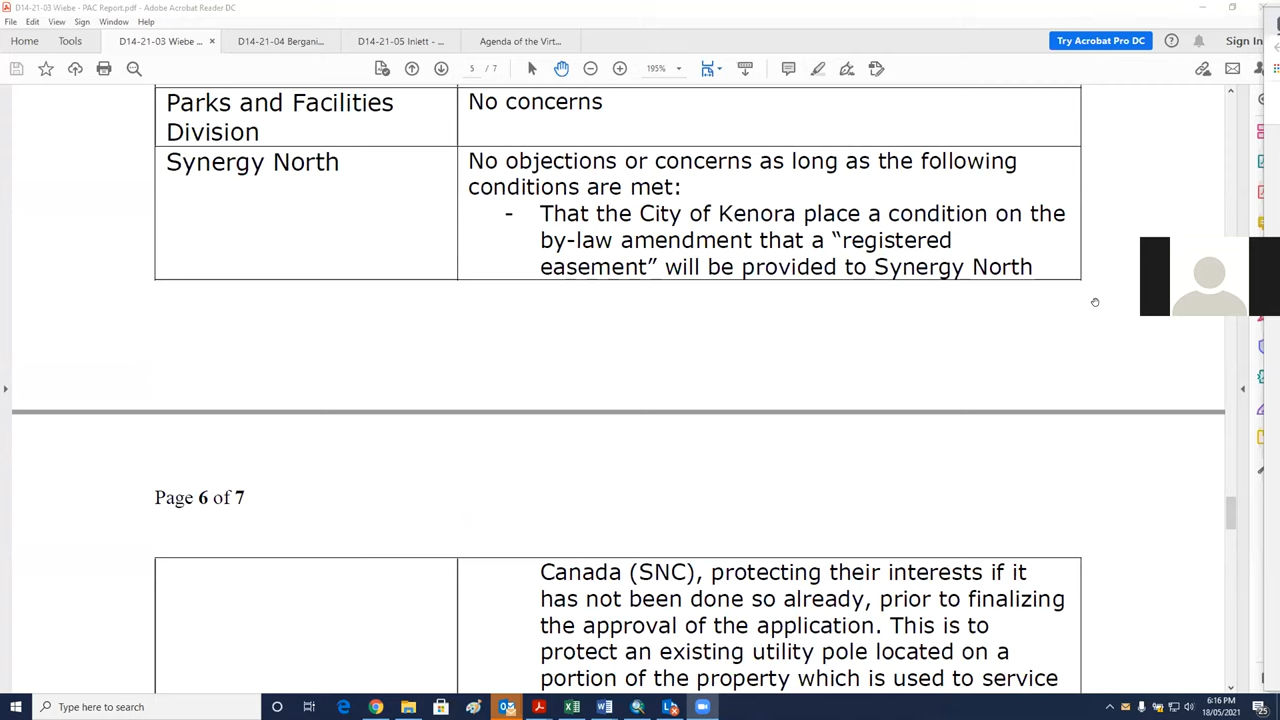 D14-21-03 Wiebe - PAC Report.pdf - Adobe Acrobat Reader DC
File Edit View Sign Window Help
Home Tools D14-21-03 Wiebe ... × D14-21-04 Bergani... D14-21-05 Inlett - ... Agenda of the Virt... Try Acrobat Pro DC Sign In
5 / 7 195%
Parks and Facilities
Division
No concerns
Synergy North
No objections or concerns as long as the following
conditions are met:
- That the City of Kenora place a condition on the
by-law amendment that a “registered
easement” will be provided to Synergy North
Page 6 of 7
Canada (SNC), protecting their interests if it
has not been done so already, prior to finalizing
the approval of the application. This is to
protect an existing utility pole located on a
portion of the property which is used to service
Type here to search
6:16 PM
18/05/2021
25